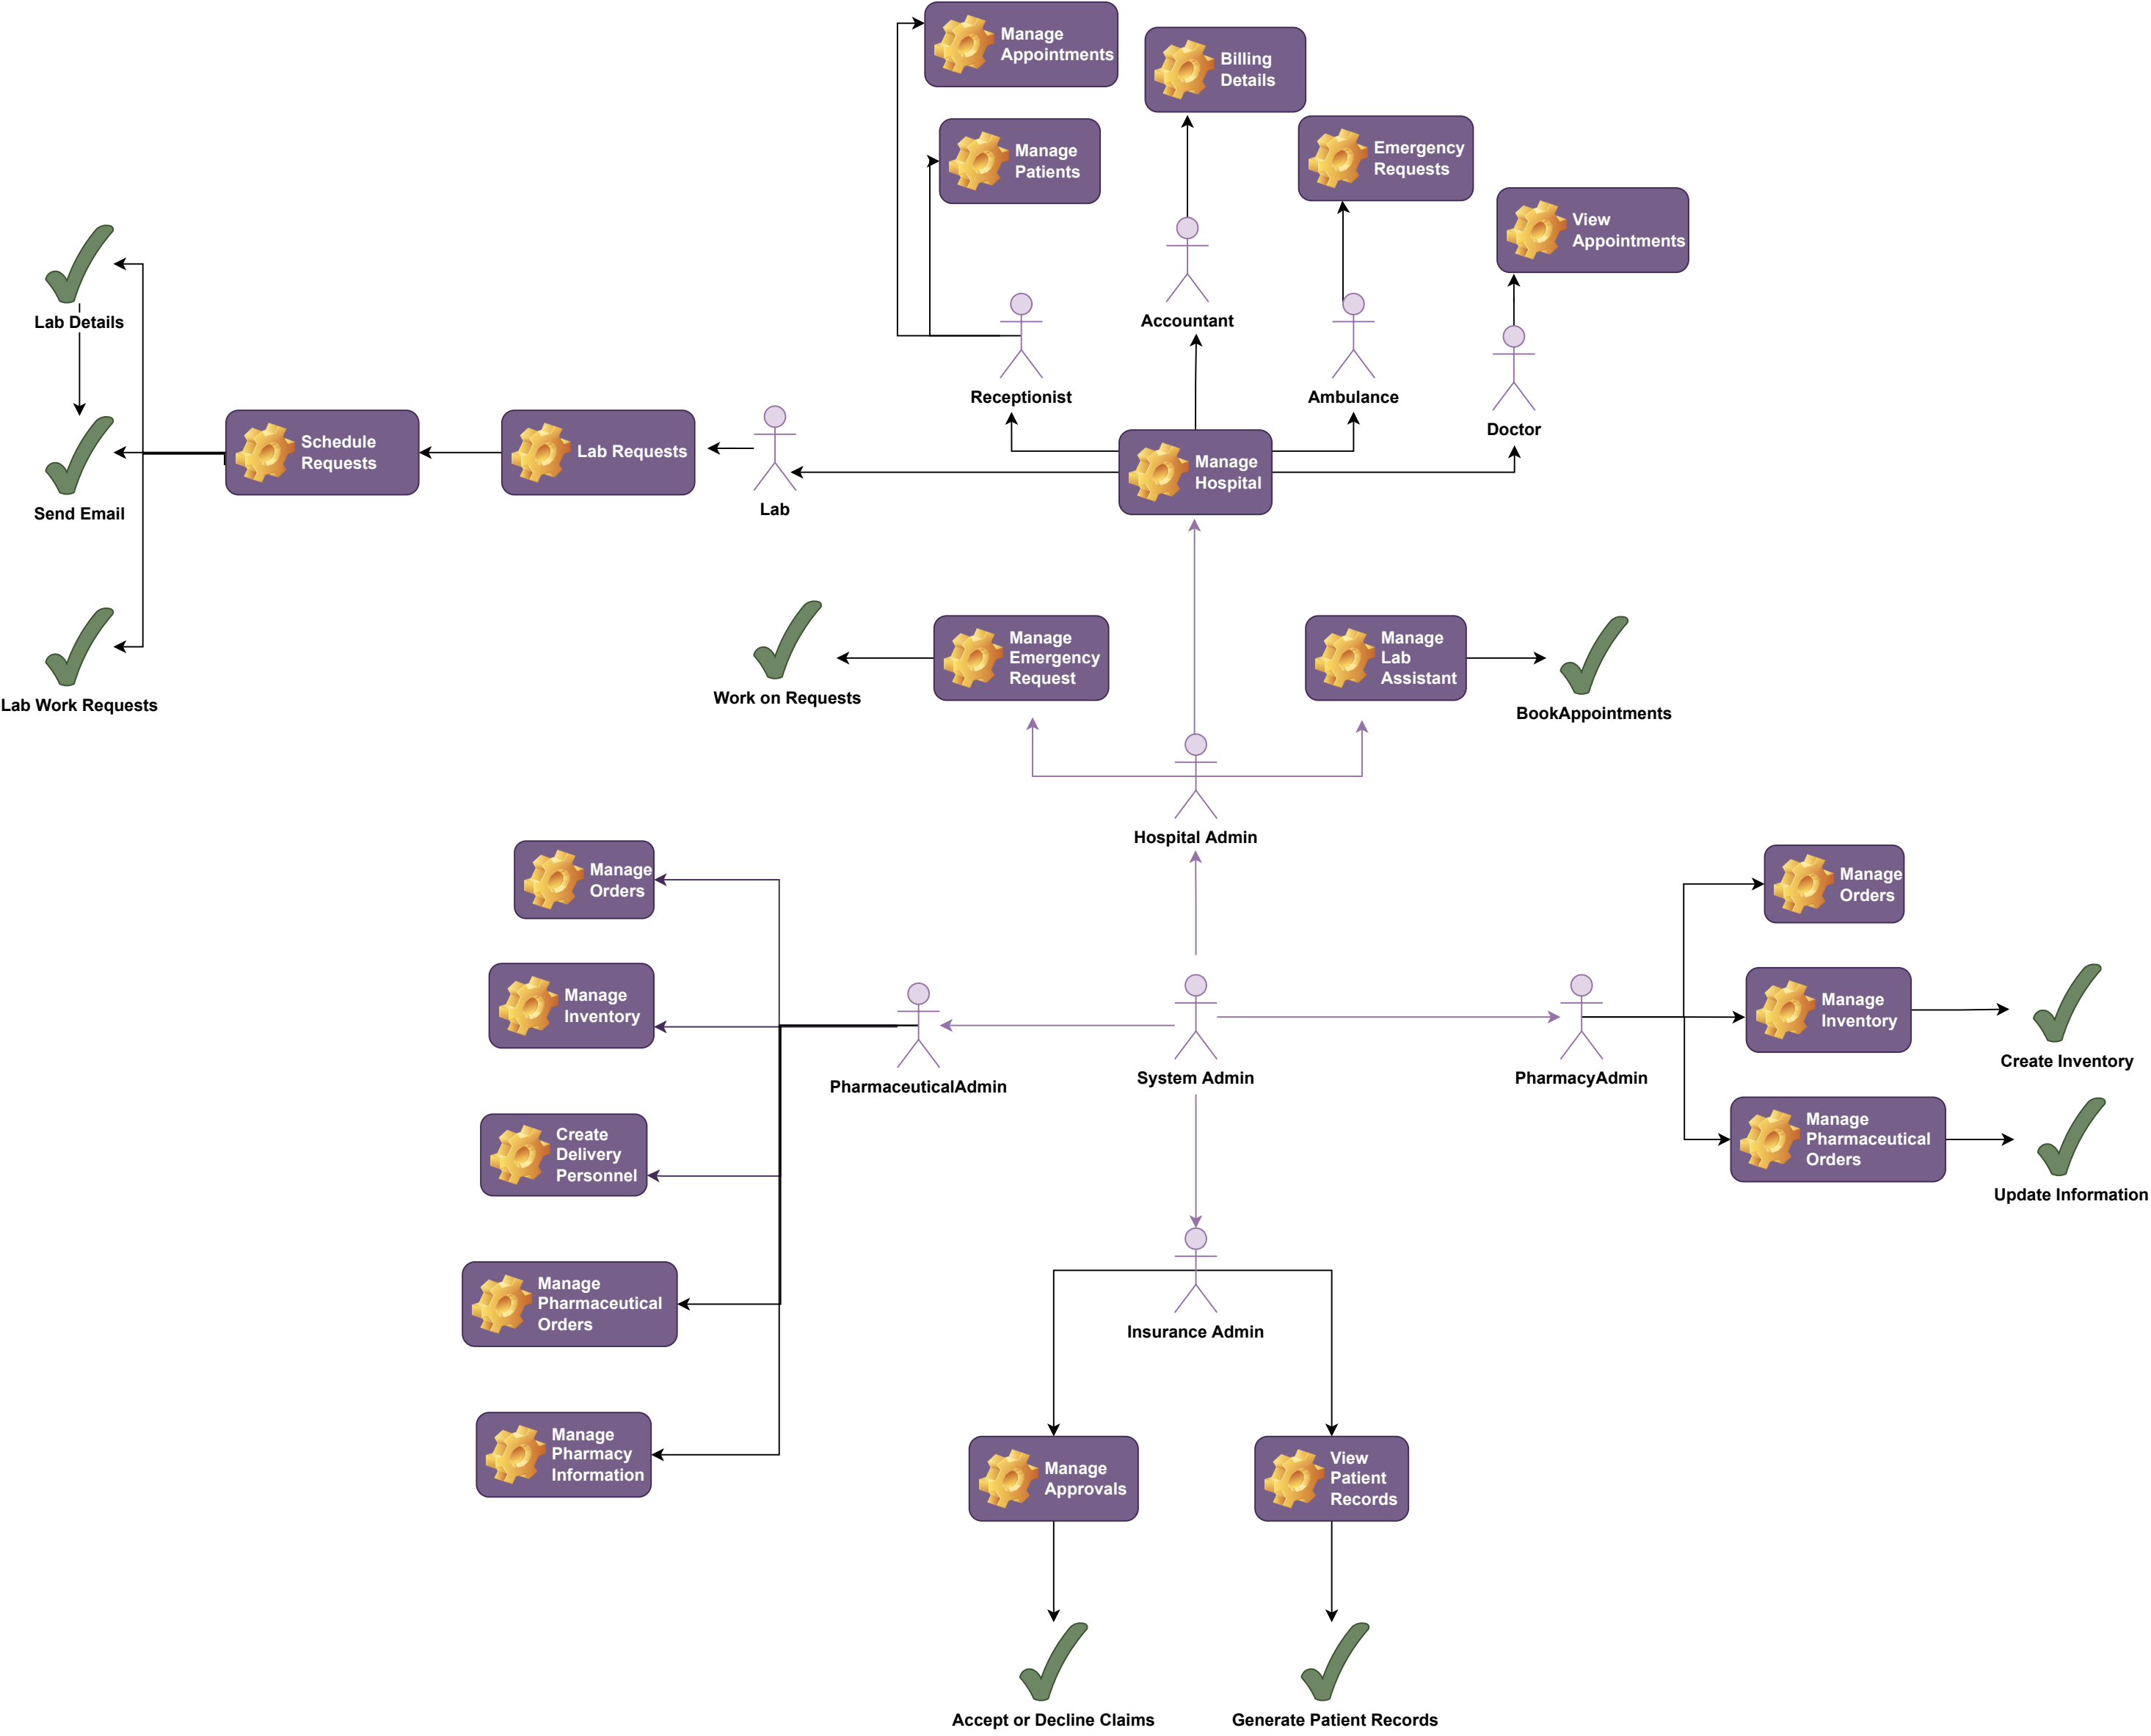 Manage
Appointments
Billing
Details
Manage
Patients
Emergency
Requests
View
Appointments
Lab Details
Accountant
Receptionist
Ambulance
Doctor
Schedule
Requests
Lab Requests
Manage
Hospital
Send Email
Lab
Manage
Emergency
Request
Manage
Lab
Assistant
Work on Requests
Lab Work Requests
BookAppointments
Hospital Admin
Manage
Orders
Manage
Orders
Manage
Inventory
Manage
Inventory
Create Inventory
PharmaceuticalAdmin
System Admin
PharmacyAdmin
Create
Delivery
Personnel
Manage
Pharmaceutical
Orders
Update Information
Manage
Pharmaceutical
Orders
Insurance Admin
Manage
Pharmacy
Information
Manage
Approvals
View
Patient
Records
Accept or Decline Claims
Generate Patient Records